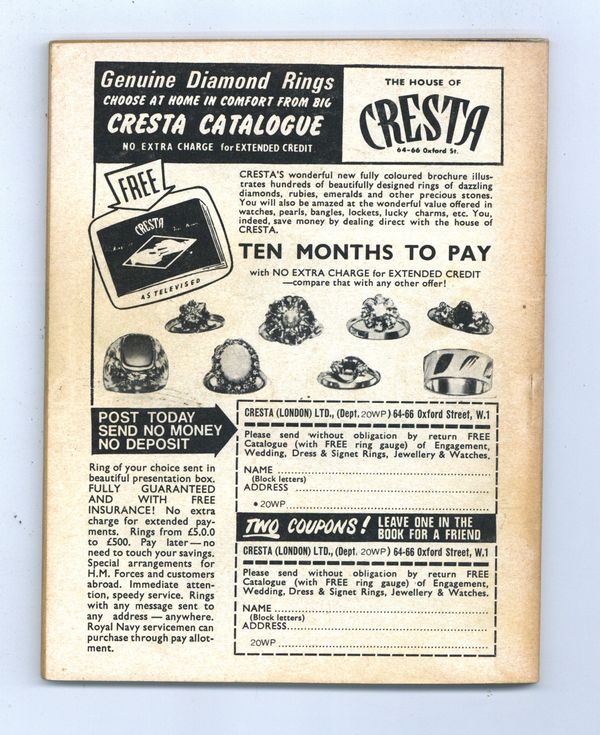 Genuine Diamond Rings
CHOOSE AT HOME IN COMFORT FROM BIG
CRESTA CATALOGUE
NO EXTRA CHARGE for EXTENDED CREDIT
THE HOUSE OF
CRESTA
64-66 Oxford St.
FREE
CRESTA
AS TELEVISED
CRESTA'S wonderful new fully coloured brochure illus-
trates hundreds of beautifully designed rings of dazzling
diamonds, rubies, emeralds and other precious stones.
You will also be amazed at the wonderful value offered in
watches, pearls, bangles, lockets, lucky charms, etc. You,
indeed, save money by dealing direct with the house of
CRESTA.
TEN MONTHS TO PAY
with NO EXTRA CHARGE for EXTENDED CREDIT
—compare that with any other offer!
POST TODAY
SEND NO MONEY
NO DEPOSIT
Ring of your choice sent in
beautiful presentation box.
FULLY GUARANTEED
AND WITH FREE
INSURANCE! No extra
charge for extended pay-
ments. Rings from £5.0.0
to £500. Pay later—no
need to touch your savings.
Special arrangements for
H.M. Forces and customers
abroad. Immediate atten-
tion, speedy service. Rings
with any message sent to
any address — anywhere.
Royal Navy servicemen can
purchase through pay allot-
ment.
CRESTA (LONDON) LTD., (Dept. 20WP) 64-66 Oxford Street, W.1
Please send without obligation by return FREE
Catalogue (with FREE ring gauge) of Engagement,
Wedding, Dress & Signet Rings, Jewellery & Watches.
NAME
(Block letters)
ADDRESS
• 20WP
TWO COUPONS! LEAVE ONE IN THE
BOOK FOR A FRIEND
CRESTA (LONDON) LTD., (Dept. 20WP) 64-66 Oxford Street, W.1
Please send without obligation by return FREE
Catalogue (with FREE ring gauge) of Engagement,
Wedding, Dress & Signet Rings, Jewellery & Watches.
NAME
(Block letters)
ADDRESS
20WP